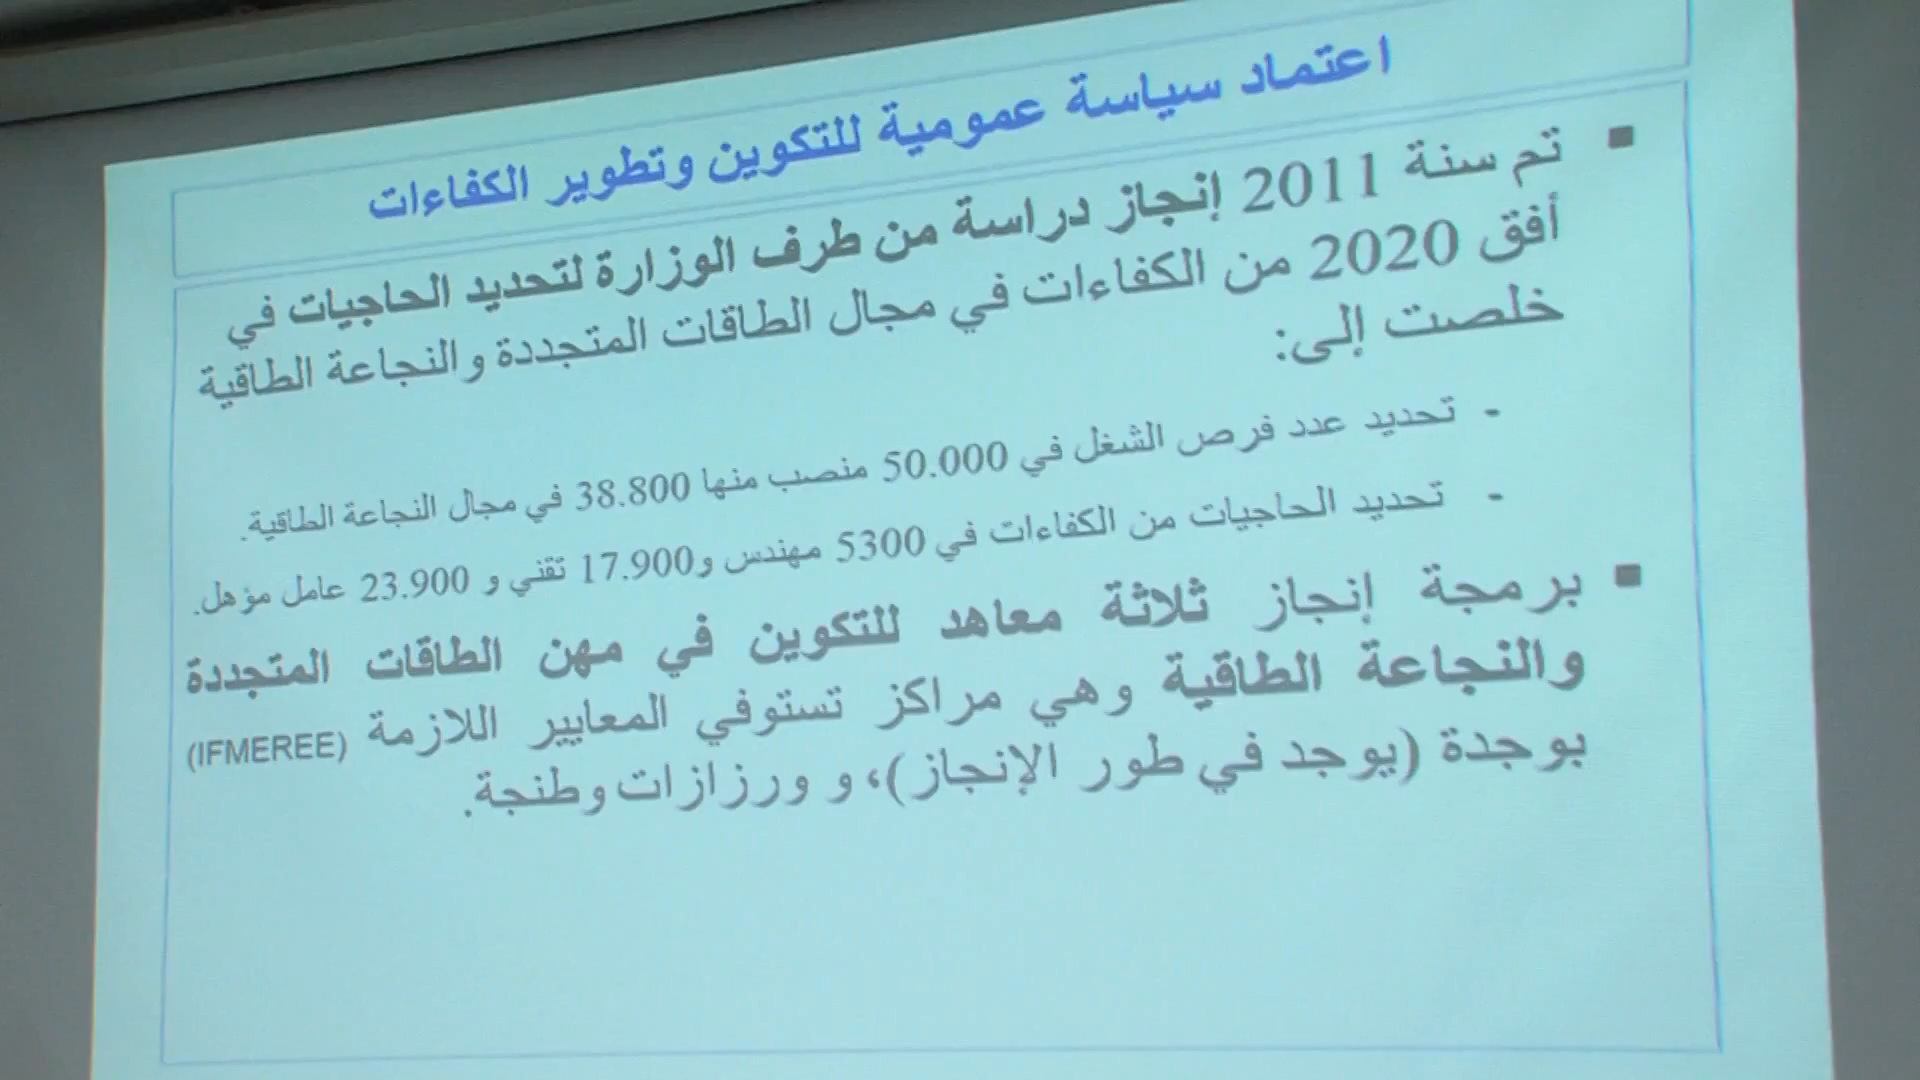 اعتماد سياسة عمومية للتكوين وتطوير الكفاءات
▪ تم سنة 2011 إنجاز دراسة من طرف الوزارة لتحديد الحاجيات في
أفق 2020 من الكفاءات في مجال الطاقات المتجددة والنجاعة الطاقية
خلصت إلى:
- تحديد عدد فرص الشغل في 50.000 منصب منها 38.800 في مجال النجاعة الطاقية.
- تحديد الحاجيات من الكفاءات في 5300 مهندس و17.900 تقني و 23.900 عامل مؤهل.
▪ برمجة إنجاز ثلاثة معاهد للتكوين في مهن الطاقات المتجددة
والنجاعة الطاقية وهي مراكز تستوفي المعايير اللازمة (IFMEREE)
بوجدة (يوجد في طور الإنجاز)، و ورزازات وطنجة.